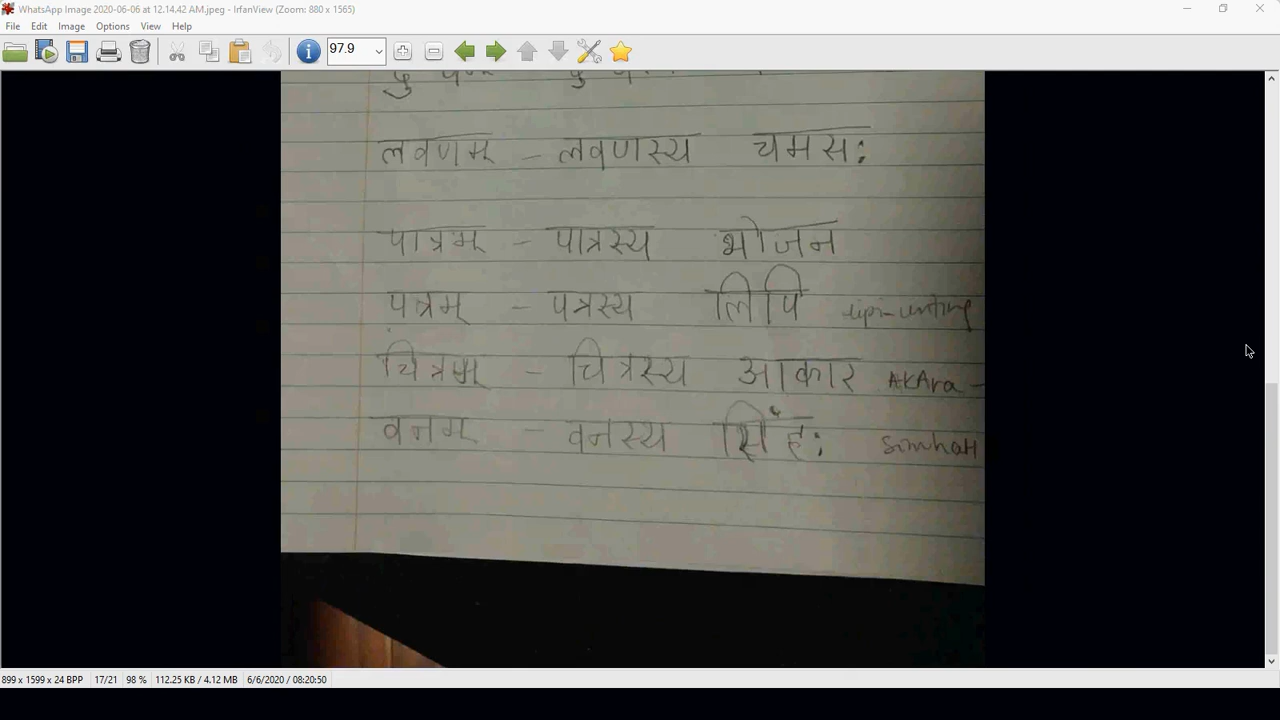 WhatsApp Image 2020-06-06 at 12.14.42 AM.jpeg - IrfanView (Zoom: 880 x 1565)
File Edit Image Options View Help
97.9
लवणम् - लवणस्य चमसः
पात्रम् - पात्रस्य भोजन
पत्रम् - पत्रस्य लिपि lipi-writing
चित्रम् - चित्रस्य आकार AkAra -
वनम् - वनस्य सिँहः simhaH
899 x 1599 x 24 BPP 17/21 98 % 112.25 KB / 4.12 MB 6/6/2020 / 08:20:50